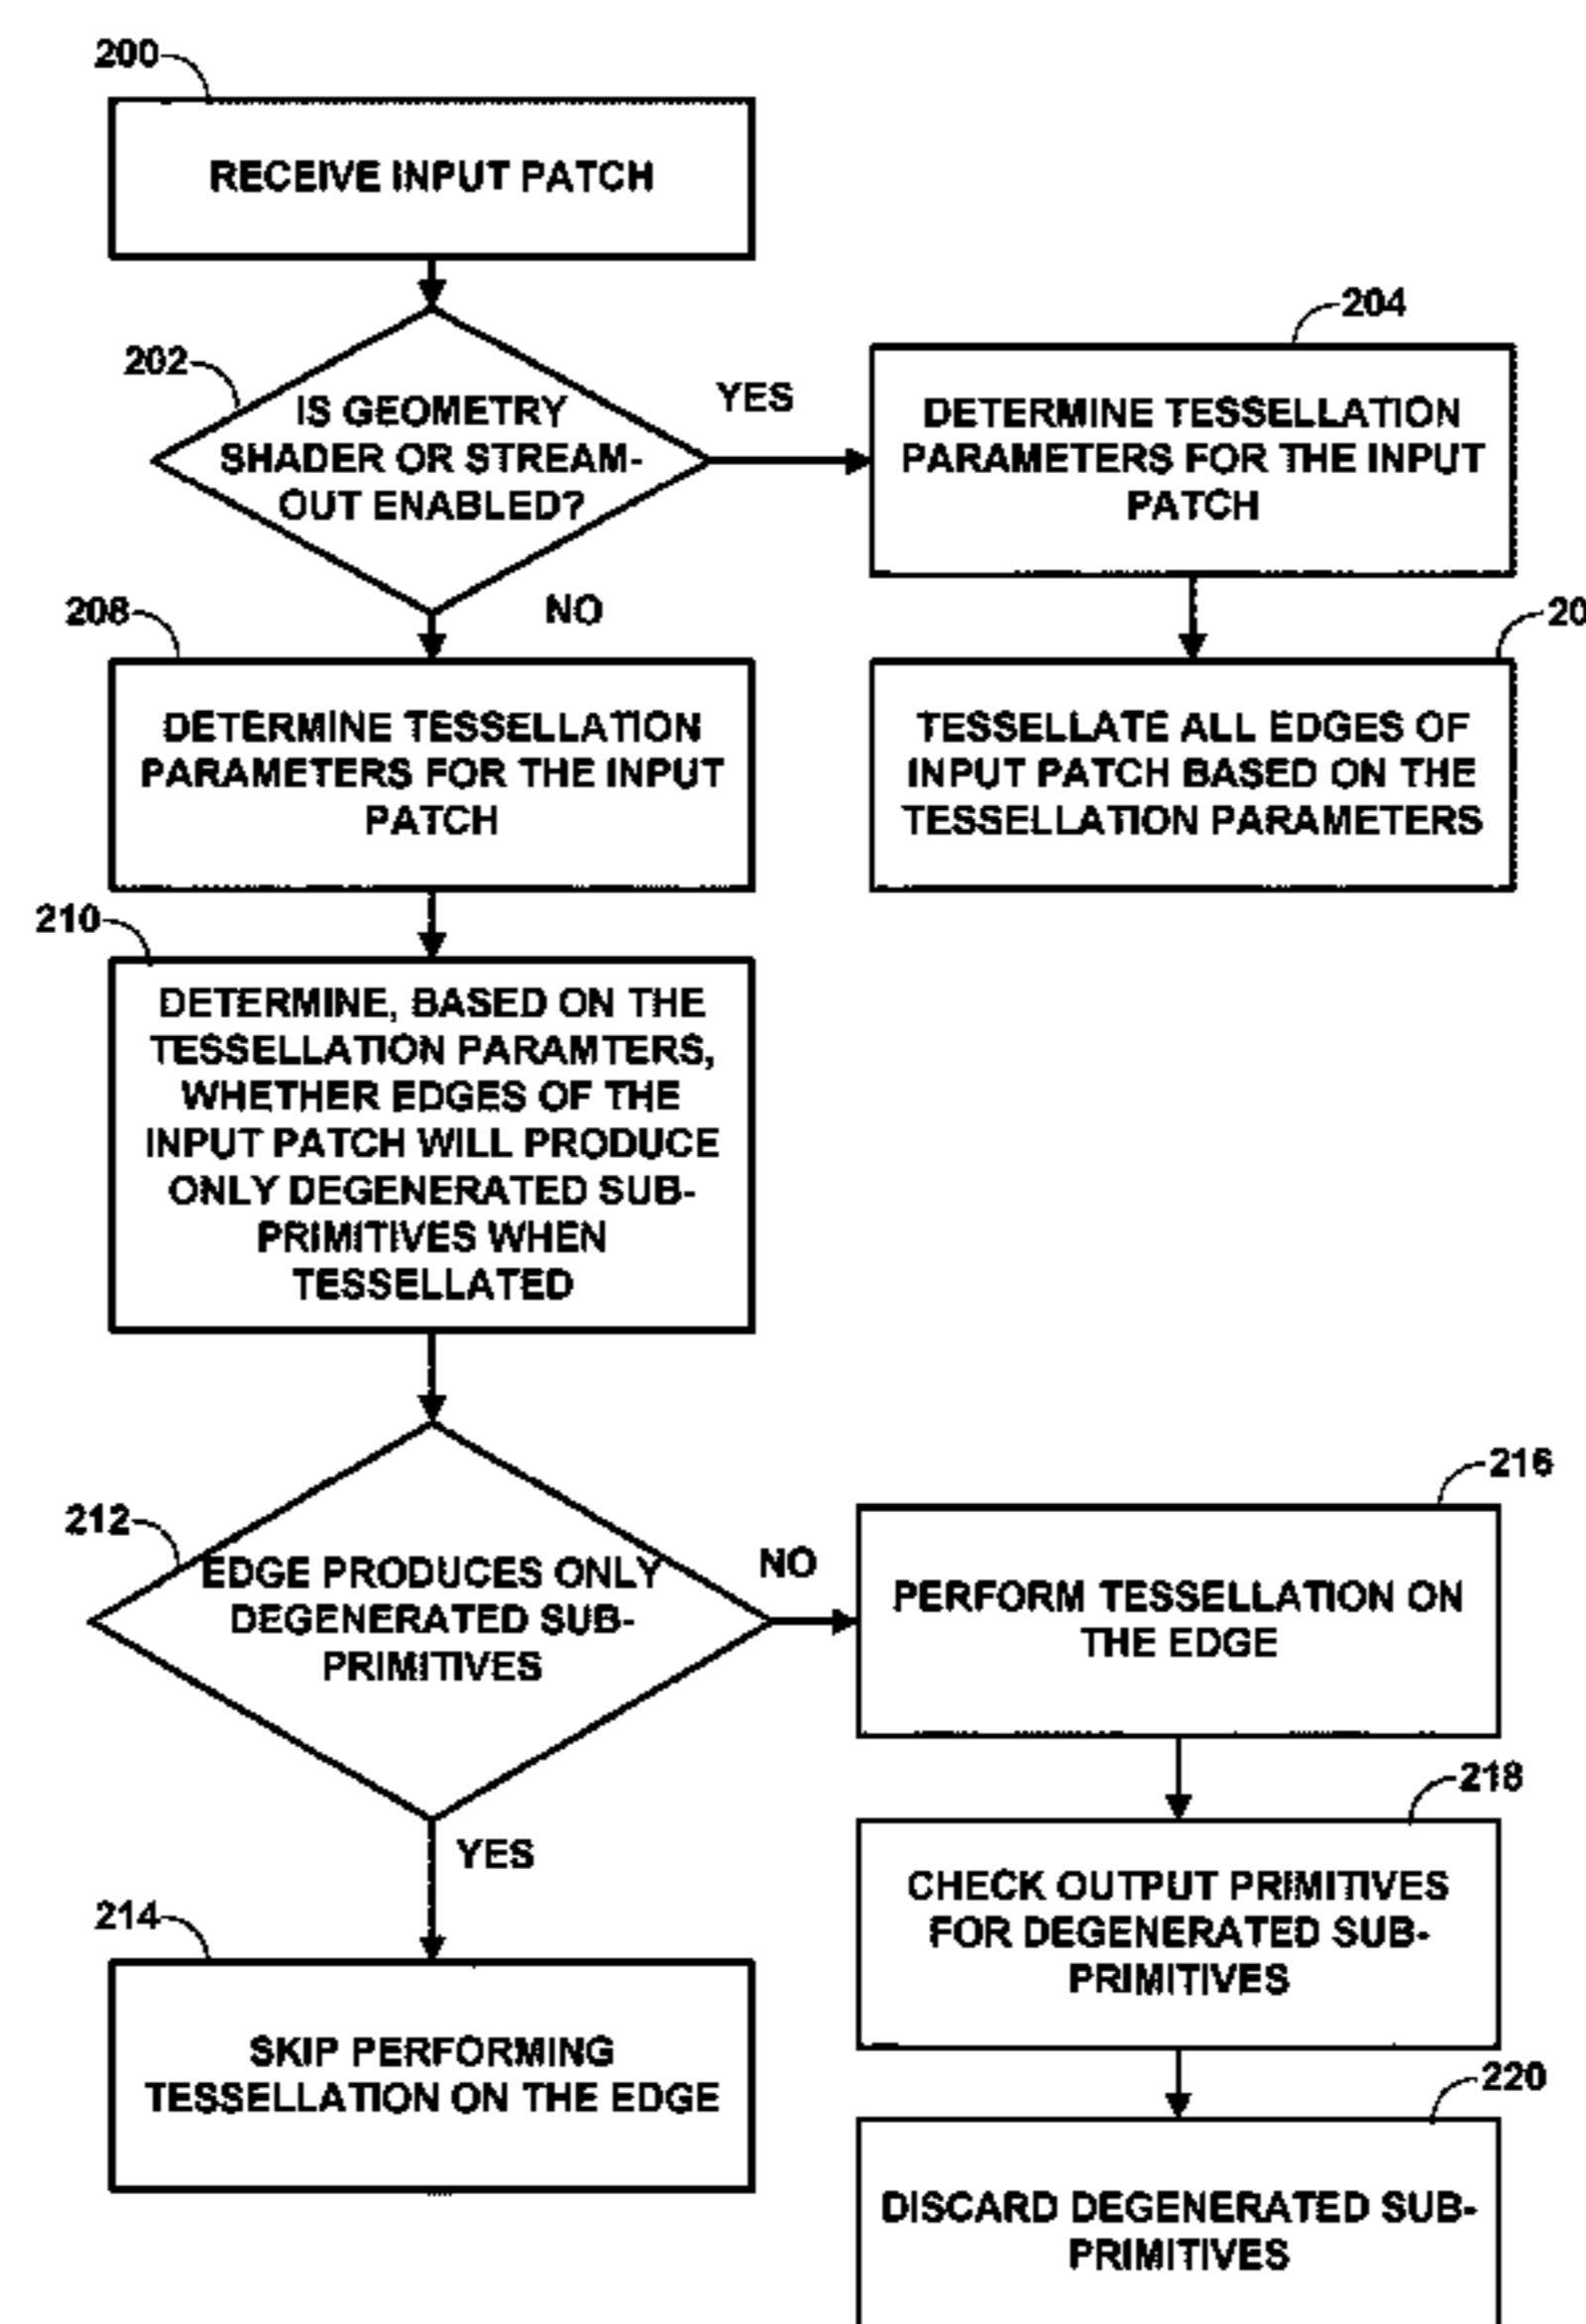 200
RECEIVE INPUT PATCH
202
IS GEOMETRY
SHADER OR STREAM-
OUT ENABLED?
YES
204
DETERMINE TESSELLATION
PARAMETERS FOR THE INPUT
PATCH
NO
20
TESSELLATE ALL EDGES OF
INPUT PATCH BASED ON THE
TESSELLATION PARAMETERS
208
DETERMINE TESSELLATION
PARAMETERS FOR THE INPUT
PATCH
210
DETERMINE, BASED ON THE
TESSELLATION PARAMTERS,
WHETHER EDGES OF THE
INPUT PATCH WILL PRODUCE
ONLY DEGENERATED SUB-
PRIMITIVES WHEN
TESSELLATED
212
EDGE PRODUCES ONLY
DEGENERATED SUB-
PRIMITIVES
NO
216
PERFORM TESSELLATION ON
THE EDGE
YES
218
CHECK OUTPUT PRIMITIVES
FOR DEGENERATED SUB-
PRIMITIVES
214
SKIP PERFORMING
TESSELLATION ON THE EDGE
220
DISCARD DEGENERATED SUB-
PRIMITIVES